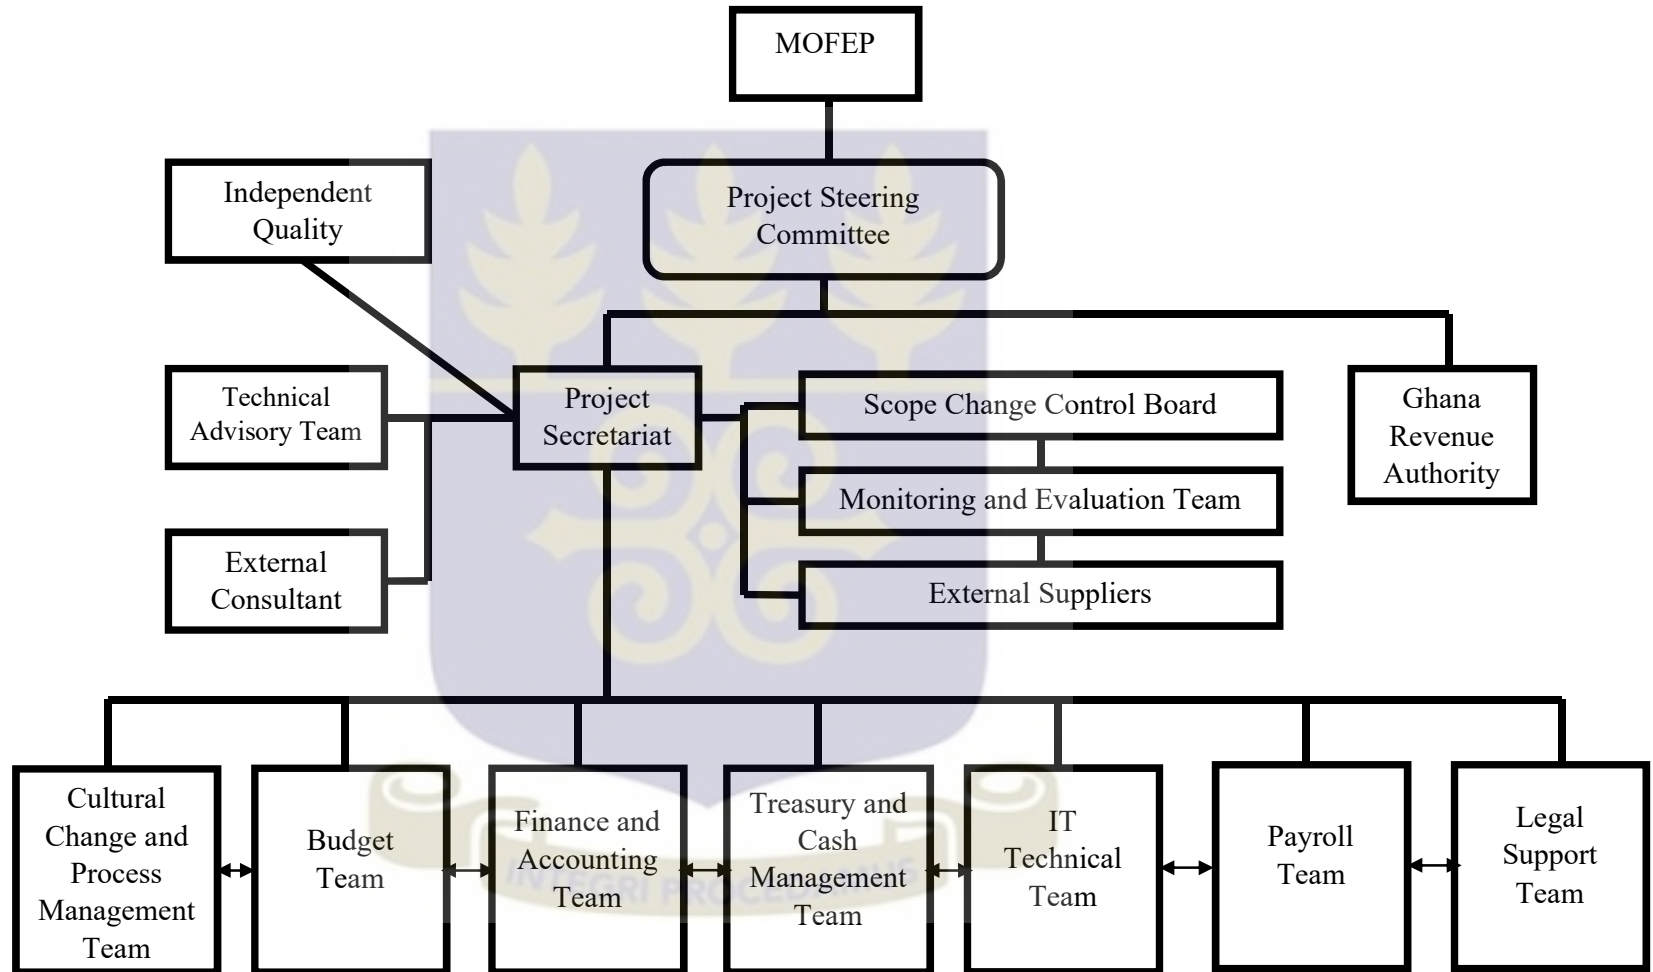 MOFEP
Independent
Quality
Project Steering
Committee
Technical
Advisory Team
Project
Secretariat
Scope Change Control Board
Ghana
Revenue
Authority
Monitoring and Evaluation Team
External
Consultant
External Suppliers
Cultural
Change and
Process
Management
Team
Budget
Team
Finance and
Accounting
Team
Treasury and
Cash
Management
Team
IT
Technical
Team
Payroll
Team
Legal
Support
Team
INTEGRI PROCEDAMUS